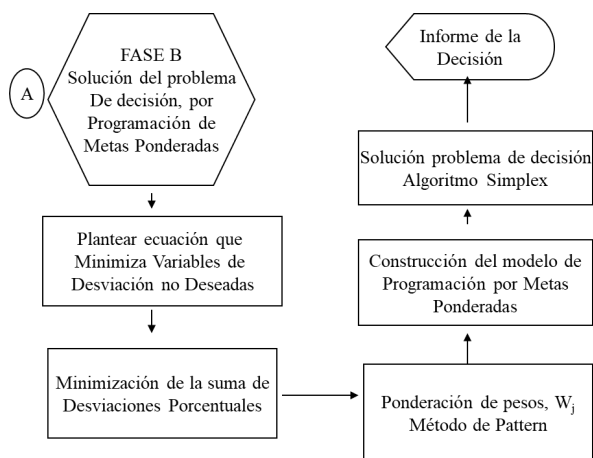 A
FASE B
Solución del problema
De decisión, por
Programación de
Metas Ponderadas
Plantear ecuación que
Minimiza Variables de
Desviación no Deseadas
Minimización de la suma de
Desviaciones Porcentuales
Ponderación de pesos, Wj
Método de Pattern
Construcción del modelo de
Programación por Metas
Ponderadas
Solución problema de decisión
Algoritmo Simplex
Informe de la
Decisión